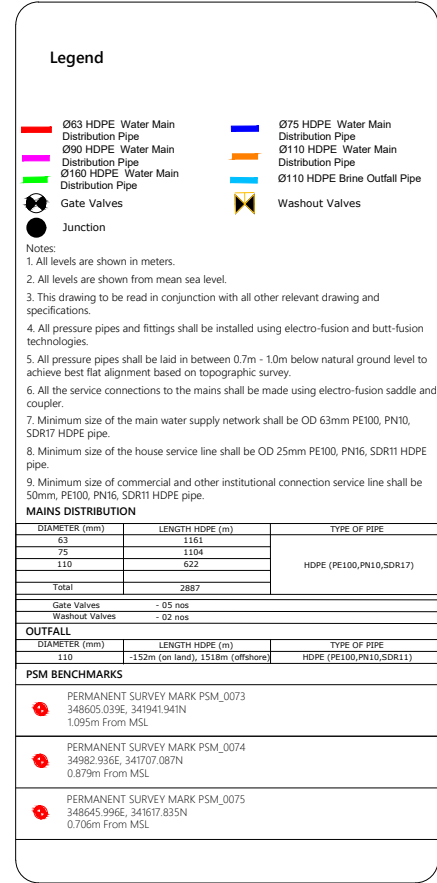 Legend
Ø63 HDPE Water Main
Distribution Pipe
Ø75 HDPE Water Main
Distribution Pipe
Ø90 HDPE Water Main
Distribution Pipe
Ø110 HDPE Water Main
Distribution Pipe
Ø160 HDPE Water Main
Distribution Pipe
Ø110 HDPE Brine Outfall Pipe
Gate Valves
Washout Valves
Junction
Notes:
1. All levels are shown in meters.
2. All levels are shown from mean sea level.
3. This drawing to be read in conjunction with all other relevant drawing and
specifications.
4. All pressure pipes and fittings shall be installed using electro-fusion and butt-fusion
technologies.
5. All pressure pipes shall be laid in between 0.7m - 1.0m below natural ground level to
achieve best flat alignment based on topographic survey.
6. All the service connections to the mains shall be made using electro-fusion saddle and
coupler.
7. Minimum size of the main water supply network shall be OD 63mm PE100, PN10,
SDR17 HDPE pipe.
8. Minimum size of the house service line shall be OD 25mm PE100, PN16, SDR11 HDPE
pipe.
9. Minimum size of commercial and other institutional connection service line shall be
50mm, PE100, PN16, SDR11 HDPE pipe.
MAINS DISTRIBUTION
DIAMETER (mm) LENGTH HDPE (m) TYPE OF PIPE
63 1161
75 1104
110 622
HDPE (PE100,PN10,SDR17)
Total 2887
Gate Valves - 05 nos
Washout Valves - 02 nos
OUTFALL
DIAMETER (mm) LENGTH HDPE (m) TYPE OF PIPE
110 -152m (on land), 1518m (offshore) HDPE (PE100,PN10,SDR11)
PSM BENCHMARKS
PERMANENT SURVEY MARK PSM_0073
348605.039E, 341941.941N
1.095m From MSL
PERMANENT SURVEY MARK PSM_0074
34982.936E, 341707.087N
0.879m From MSL
PERMANENT SURVEY MARK PSM_0075
348645.996E, 341617.835N
0.706m From MSL